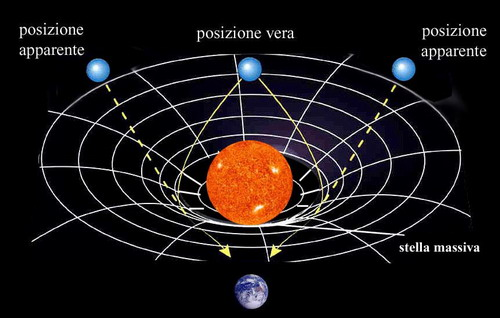 posizione
apparente
posizione vera
posizione
apparente
stella massiva